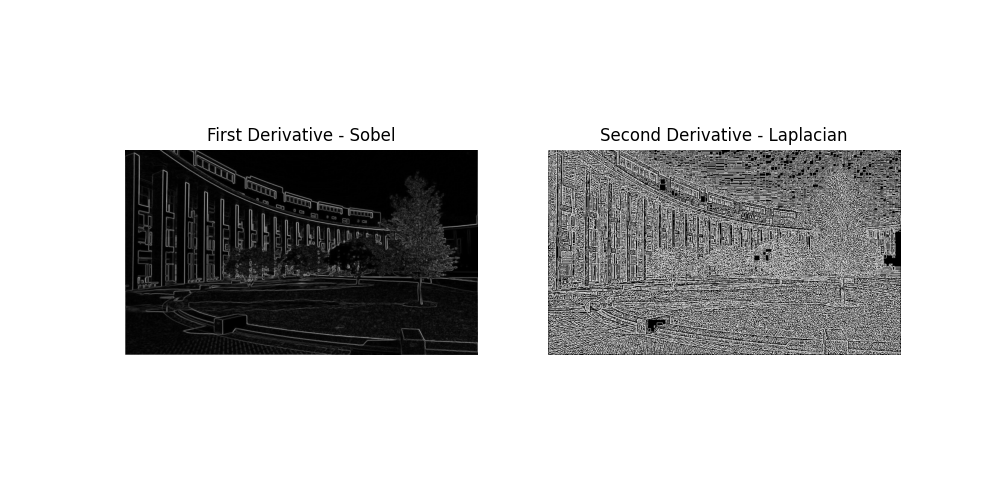 First Derivative - Sobel
Second Derivative - Laplacian